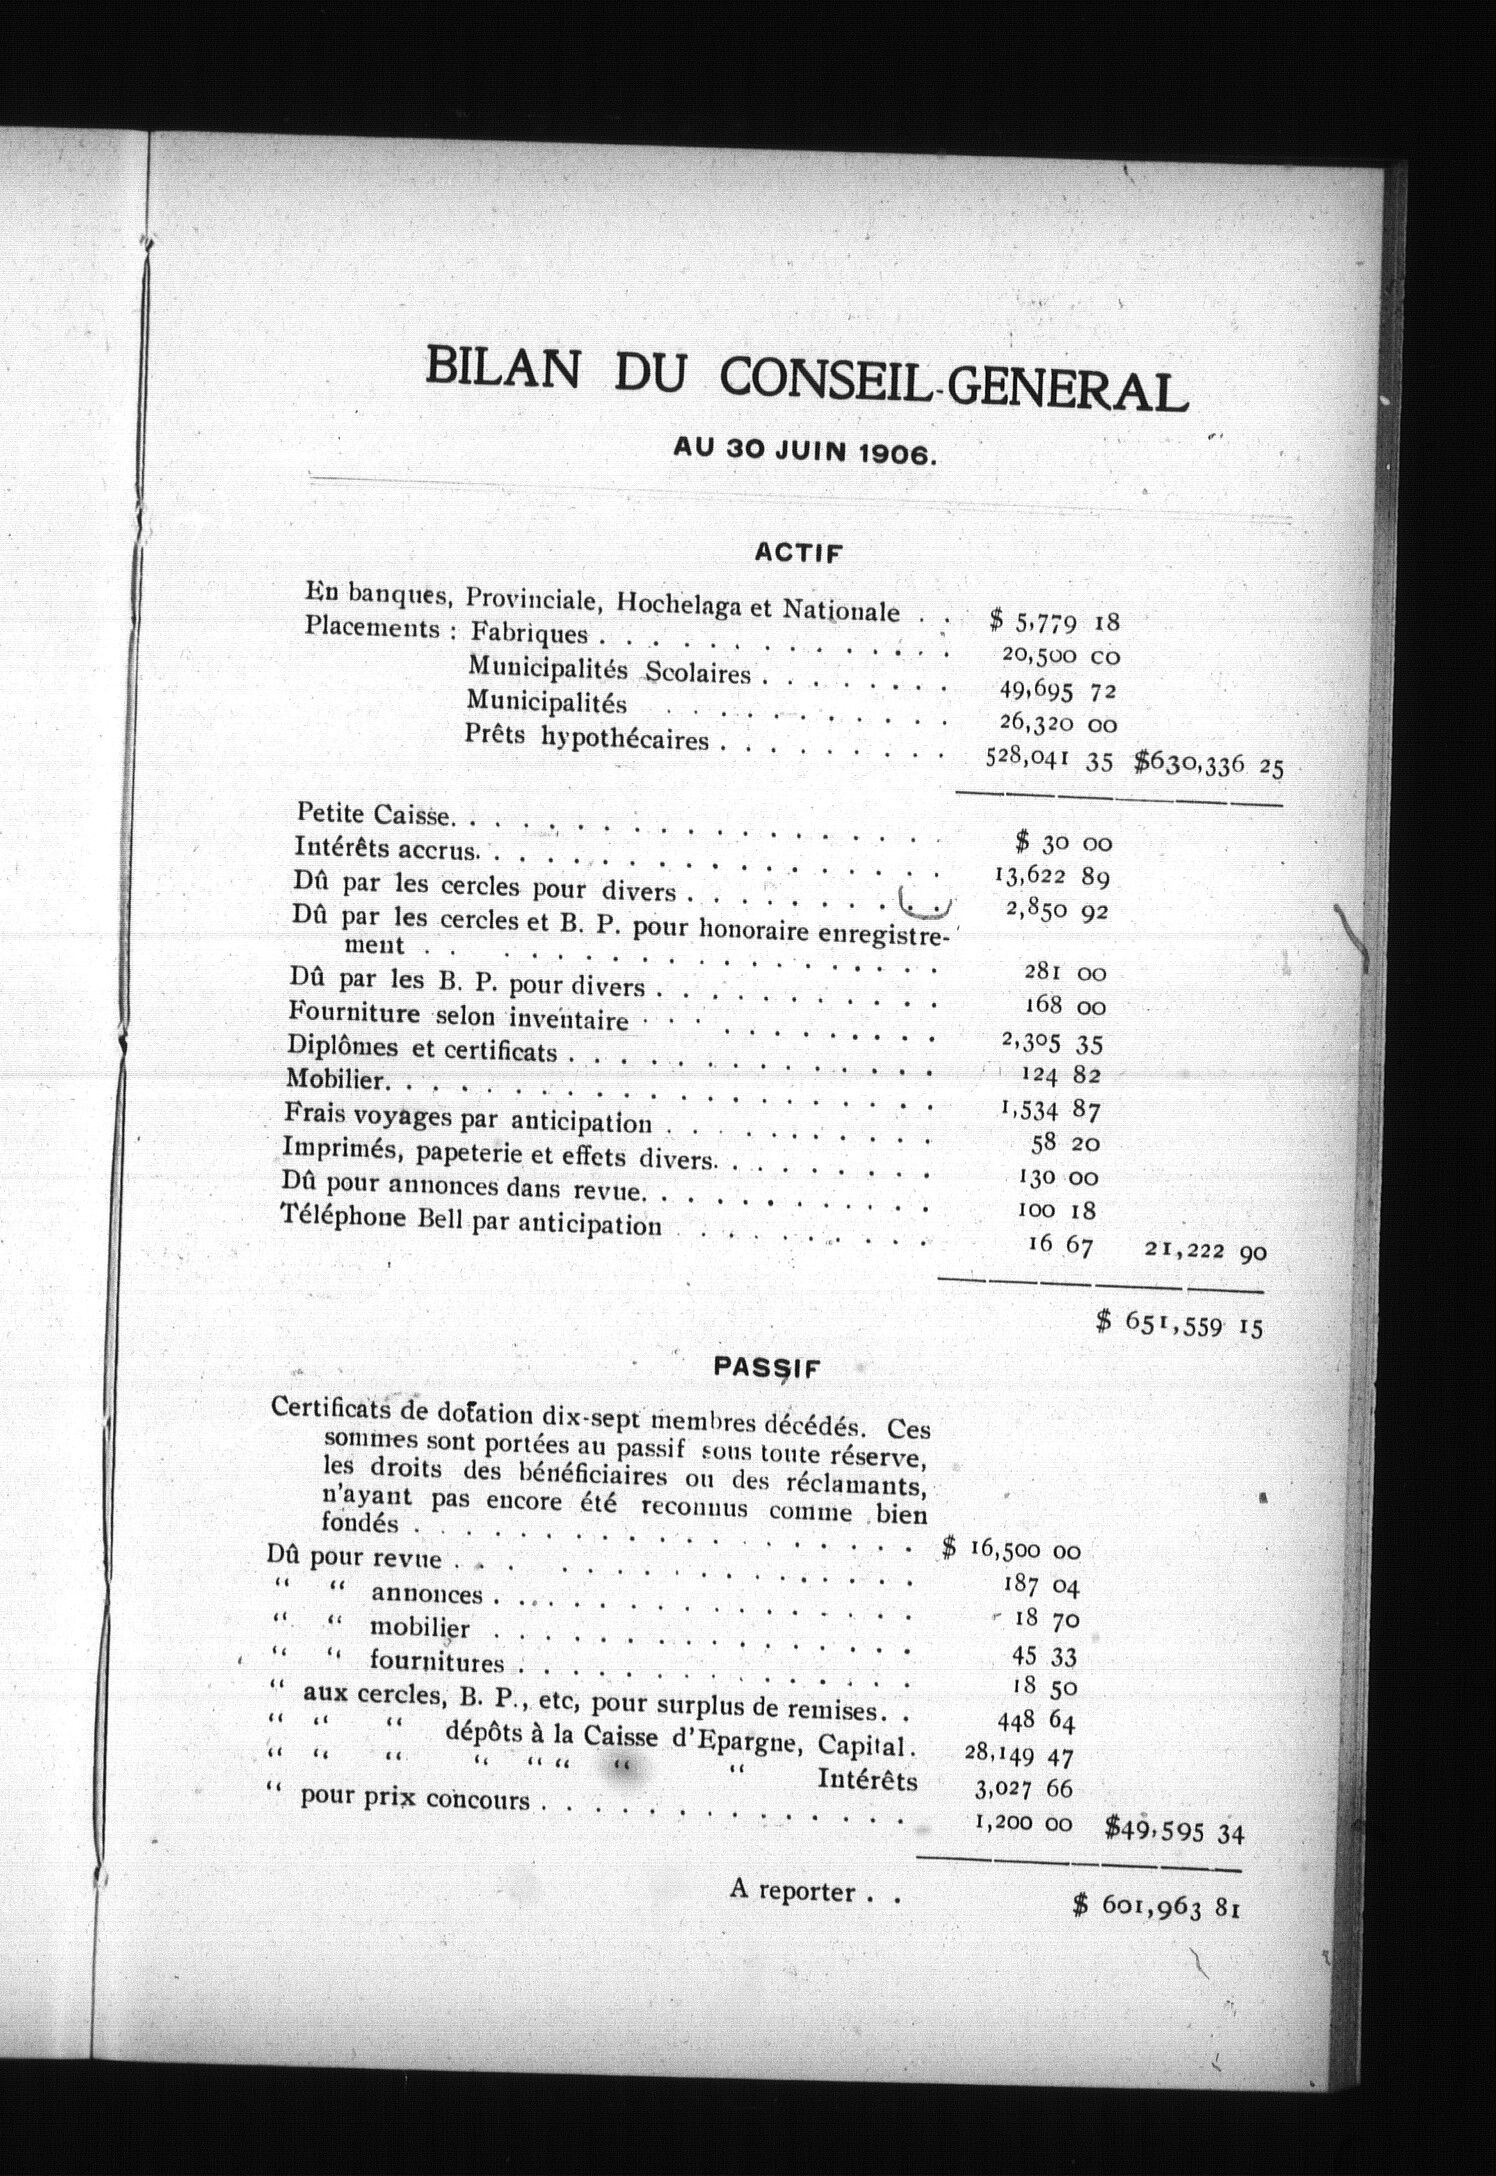 BILAN DU CONSEIL-GENERAL
AU 30 JUIN 1906.
ACTIF
En banques, Provinciale, Hochelaga et Nationale . . $ 5,779 18
Placements : Fabriques . . . . . . . . . . . . . . 20,500 00
Municipalités Scolaires . . . . . . . . 49,695 72
Municipalités . . . . . . . . . . . 26,320 00
Prêts hypothécaires . . . . . . . . . 528,041 35 $630,336 25
Petite Caisse. . . . . . . . . . . . . . . . . . . $ 30 00
Intérêts accrus. . . . . . . . . . . . . . . . . . 13,622 89
Dû par les cercles pour divers . . . . . . . . . . 2,850 92
Dû par les cercles et B. P. pour honoraire enregistre-
ment . . . . . . . . . . . . . . . . . . . 281 00
Dû par les B. P. pour divers . . . . . . . . . . . 168 00
Fourniture selon inventaire . . . . . . . . . . . 2,305 35
Diplômes et certificats . . . . . . . . . . . . . . 124 82
Mobilier. . . . . . . . . . . . . . . . . . . . . 1,534 87
Frais voyages par anticipation . . . . . . . . . . . 58 20
Imprimés, papeterie et effets divers. . . . . . . . . 130 00
Dû pour annonces dans revue. . . . . . . . . . . . 100 18
Téléphone Bell par anticipation . . . . . . . . . . 16 67 21,222 90
$ 651,559 15
PASSIF
Certificats de dotation dix-sept membres décédés. Ces
sommes sont portées au passif sous toute réserve,
les droits des bénéficiaires ou des réclamants,
n'ayant pas encore été reconnus comme bien
fondés . . . . . . . . . . . . . . . . . . . $ 16,500 00
Dû pour revue . . . . . . . . . . . . . . . . . 187 04
“ “ annonces . . . . . . . . . . . . . . . . 18 70
“ “ mobilier . . . . . . . . . . . . . . . . 45 33
“ “ fournitures . . . . . . . . . . . . . . . 18 50
“ aux cercles, B. P., etc, pour surplus de remises. . 448 64
“ “ “ dépôts à la Caisse d'Epargne, Capital. 28,149 47
“ “ “ “ “ “ “ “ Intérêts 3,027 66
“ pour prix concours . . . . . . . . . . . . . . 1,200 00 $49,595 34
A reporter . . $ 601,963 81